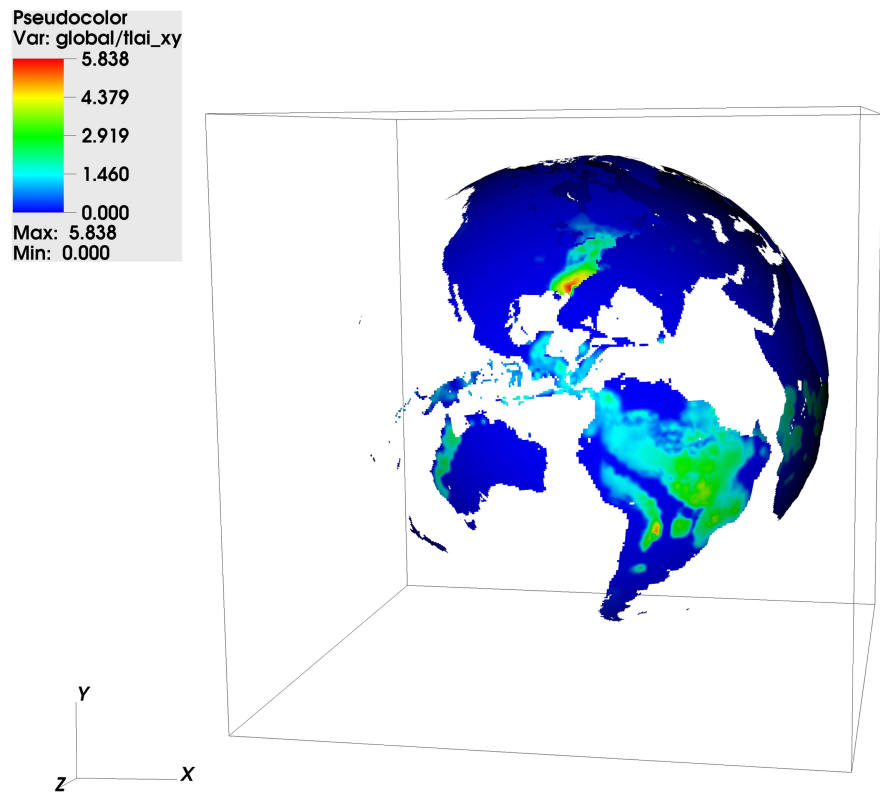 Pseudocolor
Var: global/tlai_xy
5.838
4.379
2.919
1.460
0.000
Max: 5.838
Min: 0.000
Y
Z
X